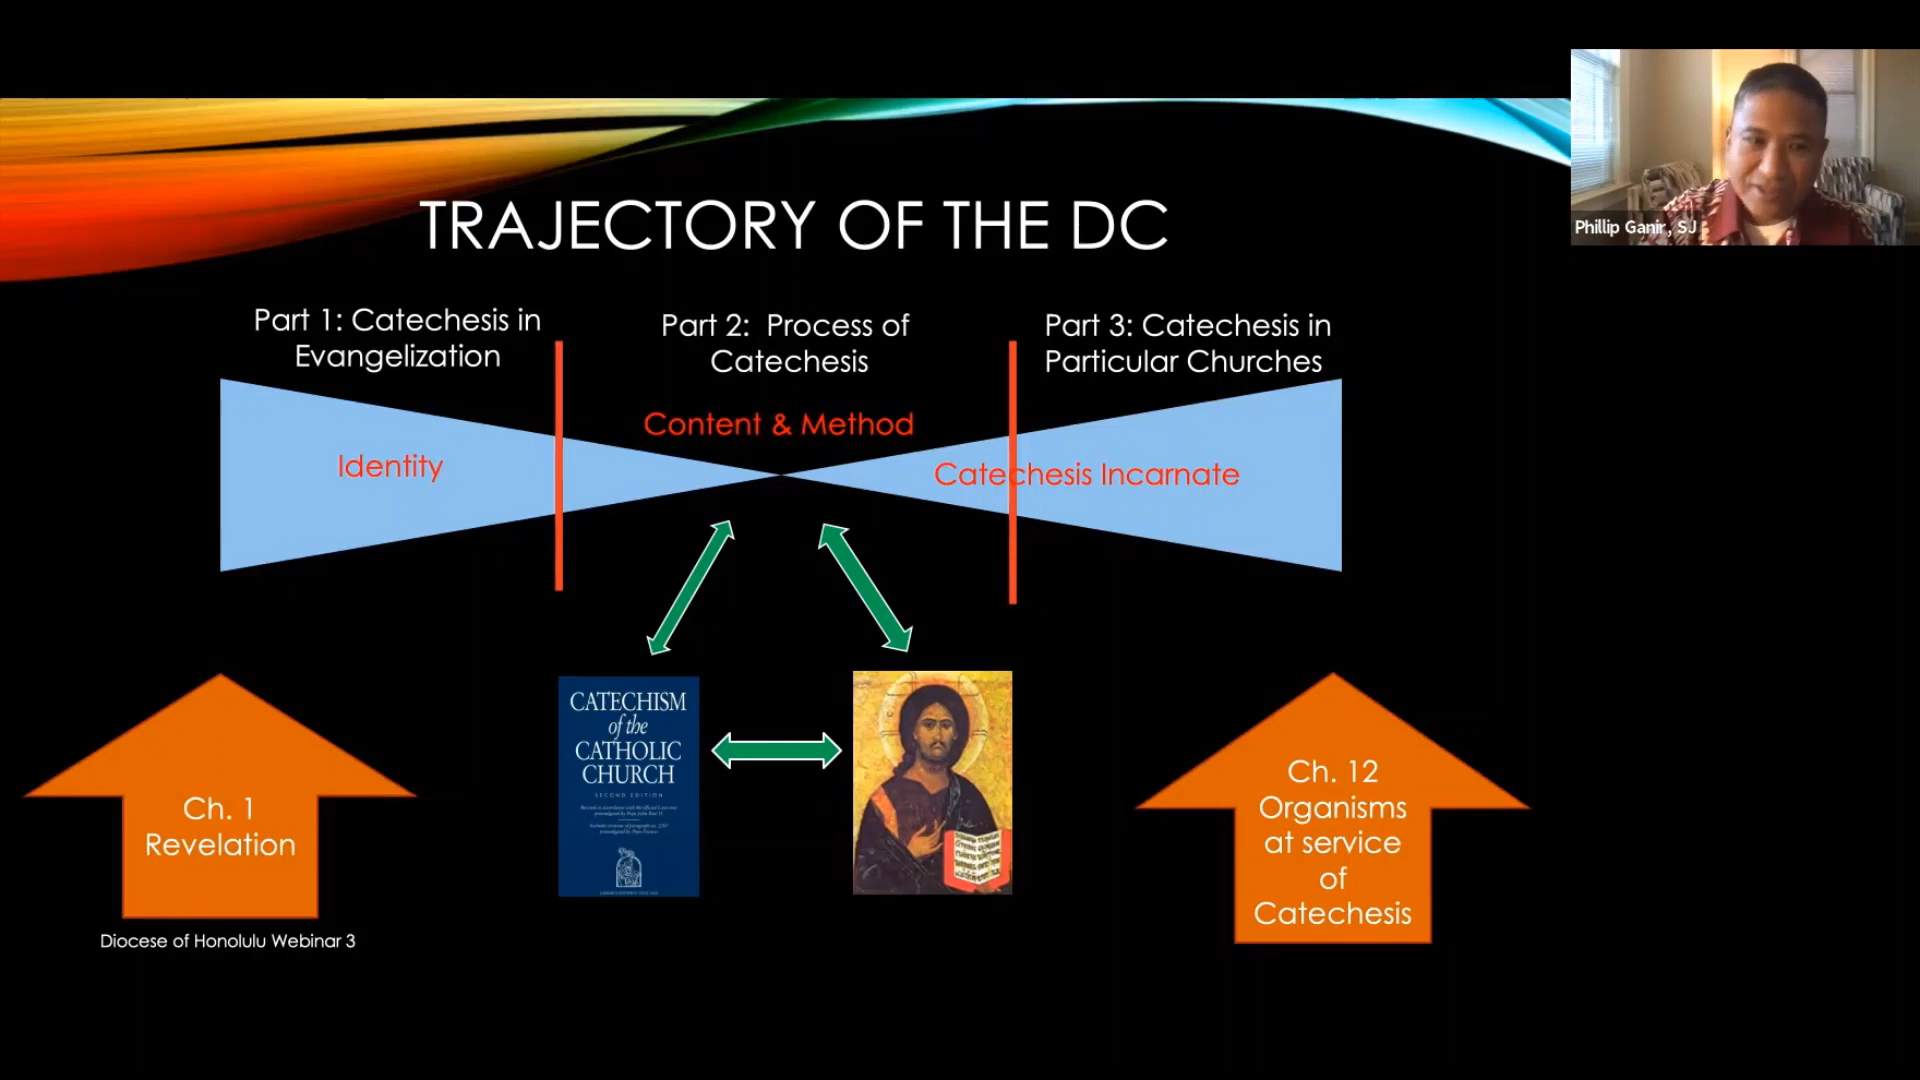 Phillip Ganir, SJ
TRAJECTORY OF THE DC
Part 1: Catechesis in
Evangelization
Part 2:  Process of
Catechesis
Part 3: Catechesis in
Particular Churches
Content & Method
Identity
Catechesis Incarnate
CATECHISM
of the
CATHOLIC
CHURCH
SECOND EDITION
Ch. 1
Revelation
Ch. 12
Organisms
at service
of
Catechesis
Diocese of Honolulu Webinar 3